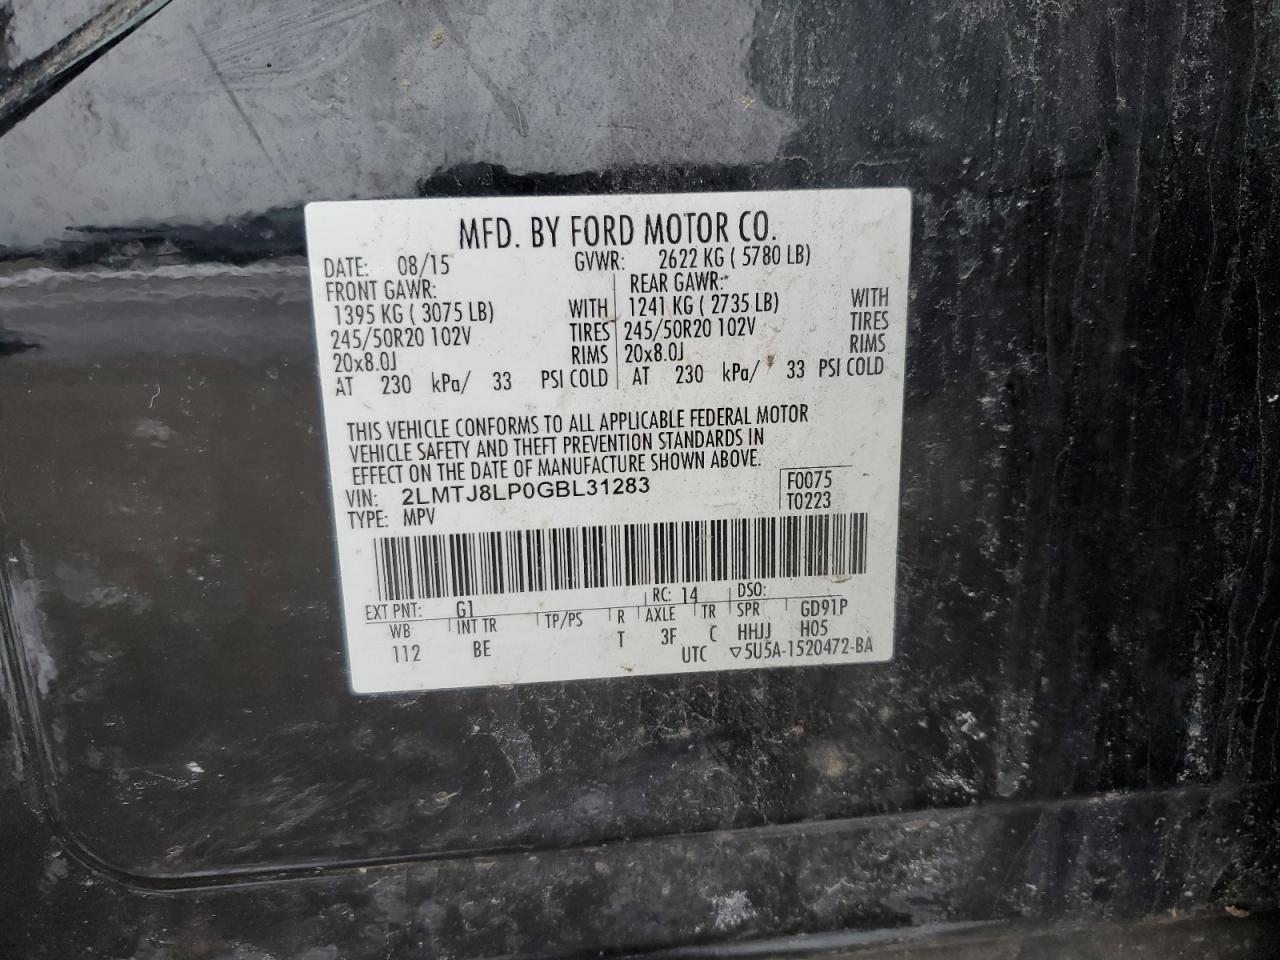 MFD. BY FORD MOTOR CO.
DATE: 08/15 GVWR: 2622 KG ( 5780 LB)
FRONT GAWR: REAR GAWR:
1395 KG ( 3075 LB) WITH 1241 KG ( 2735 LB) WITH
245/50R20 102V TIRES 245/50R20 102V TIRES
20x8.0J RIMS 20x8.0J RIMS
AT 230 kPa/ 33 PSI COLD AT 230 kPa/ 33 PSI COLD
THIS VEHICLE CONFORMS TO ALL APPLICABLE FEDERAL MOTOR
VEHICLE SAFETY AND THEFT PREVENTION STANDARDS IN
EFFECT ON THE DATE OF MANUFACTURE SHOWN ABOVE.
VIN: 2LMTJ8LP0GBL31283 F0075
TYPE: MPV T0223
EXT PNT: G1 RC: 14 DSO:
WB INT TR TP/PS R AXLE TR SPR GD91P
112 BE T 3F C HHJJ H05
UTC ▽5U5A-1520472-BA